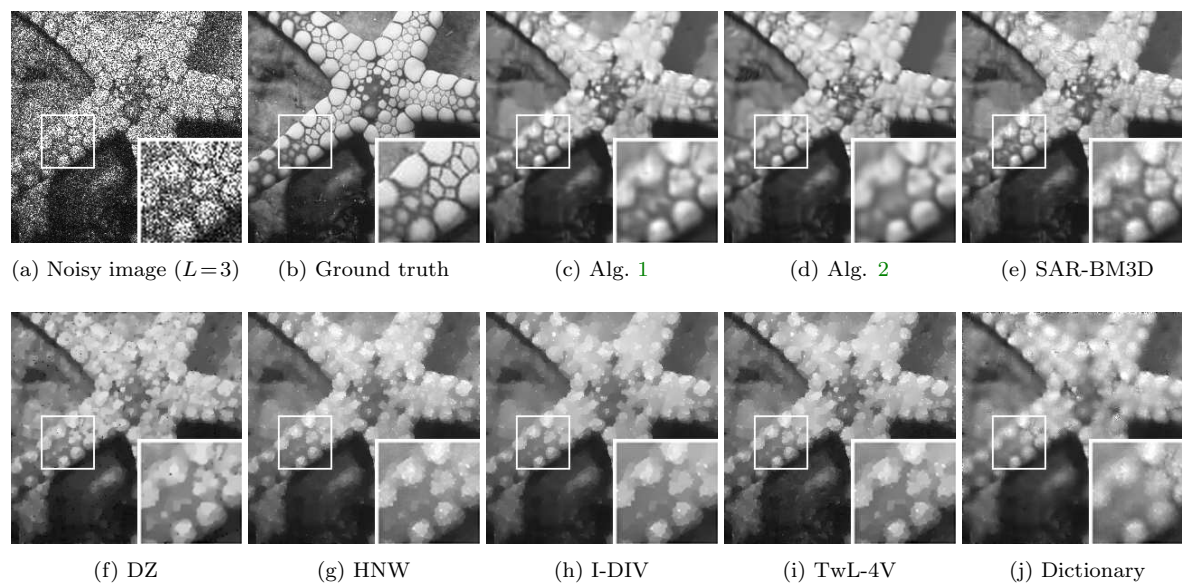 (a) Noisy image (L=3) (b) Ground truth (c) Alg. 1 (d) Alg. 2 (e) SAR-BM3D
(f) DZ (g) HNW (h) I-DIV (i) TwL-4V (j) Dictionary